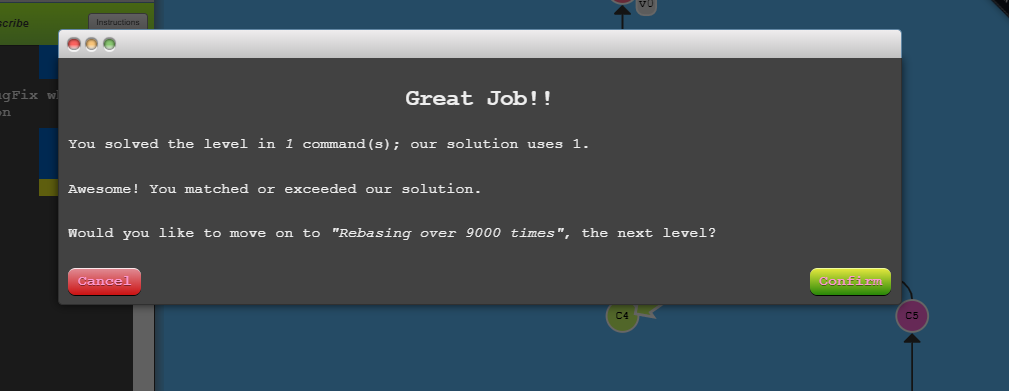 v0
scribe
Instructions
ugFix wh
on
Great Job!!
You solved the level in 1 command(s); our solution uses 1.
Awesome! You matched or exceeded our solution.
Would you like to move on to "Rebasing over 9000 times", the next level?
Cancel
Confirm
C4
C5